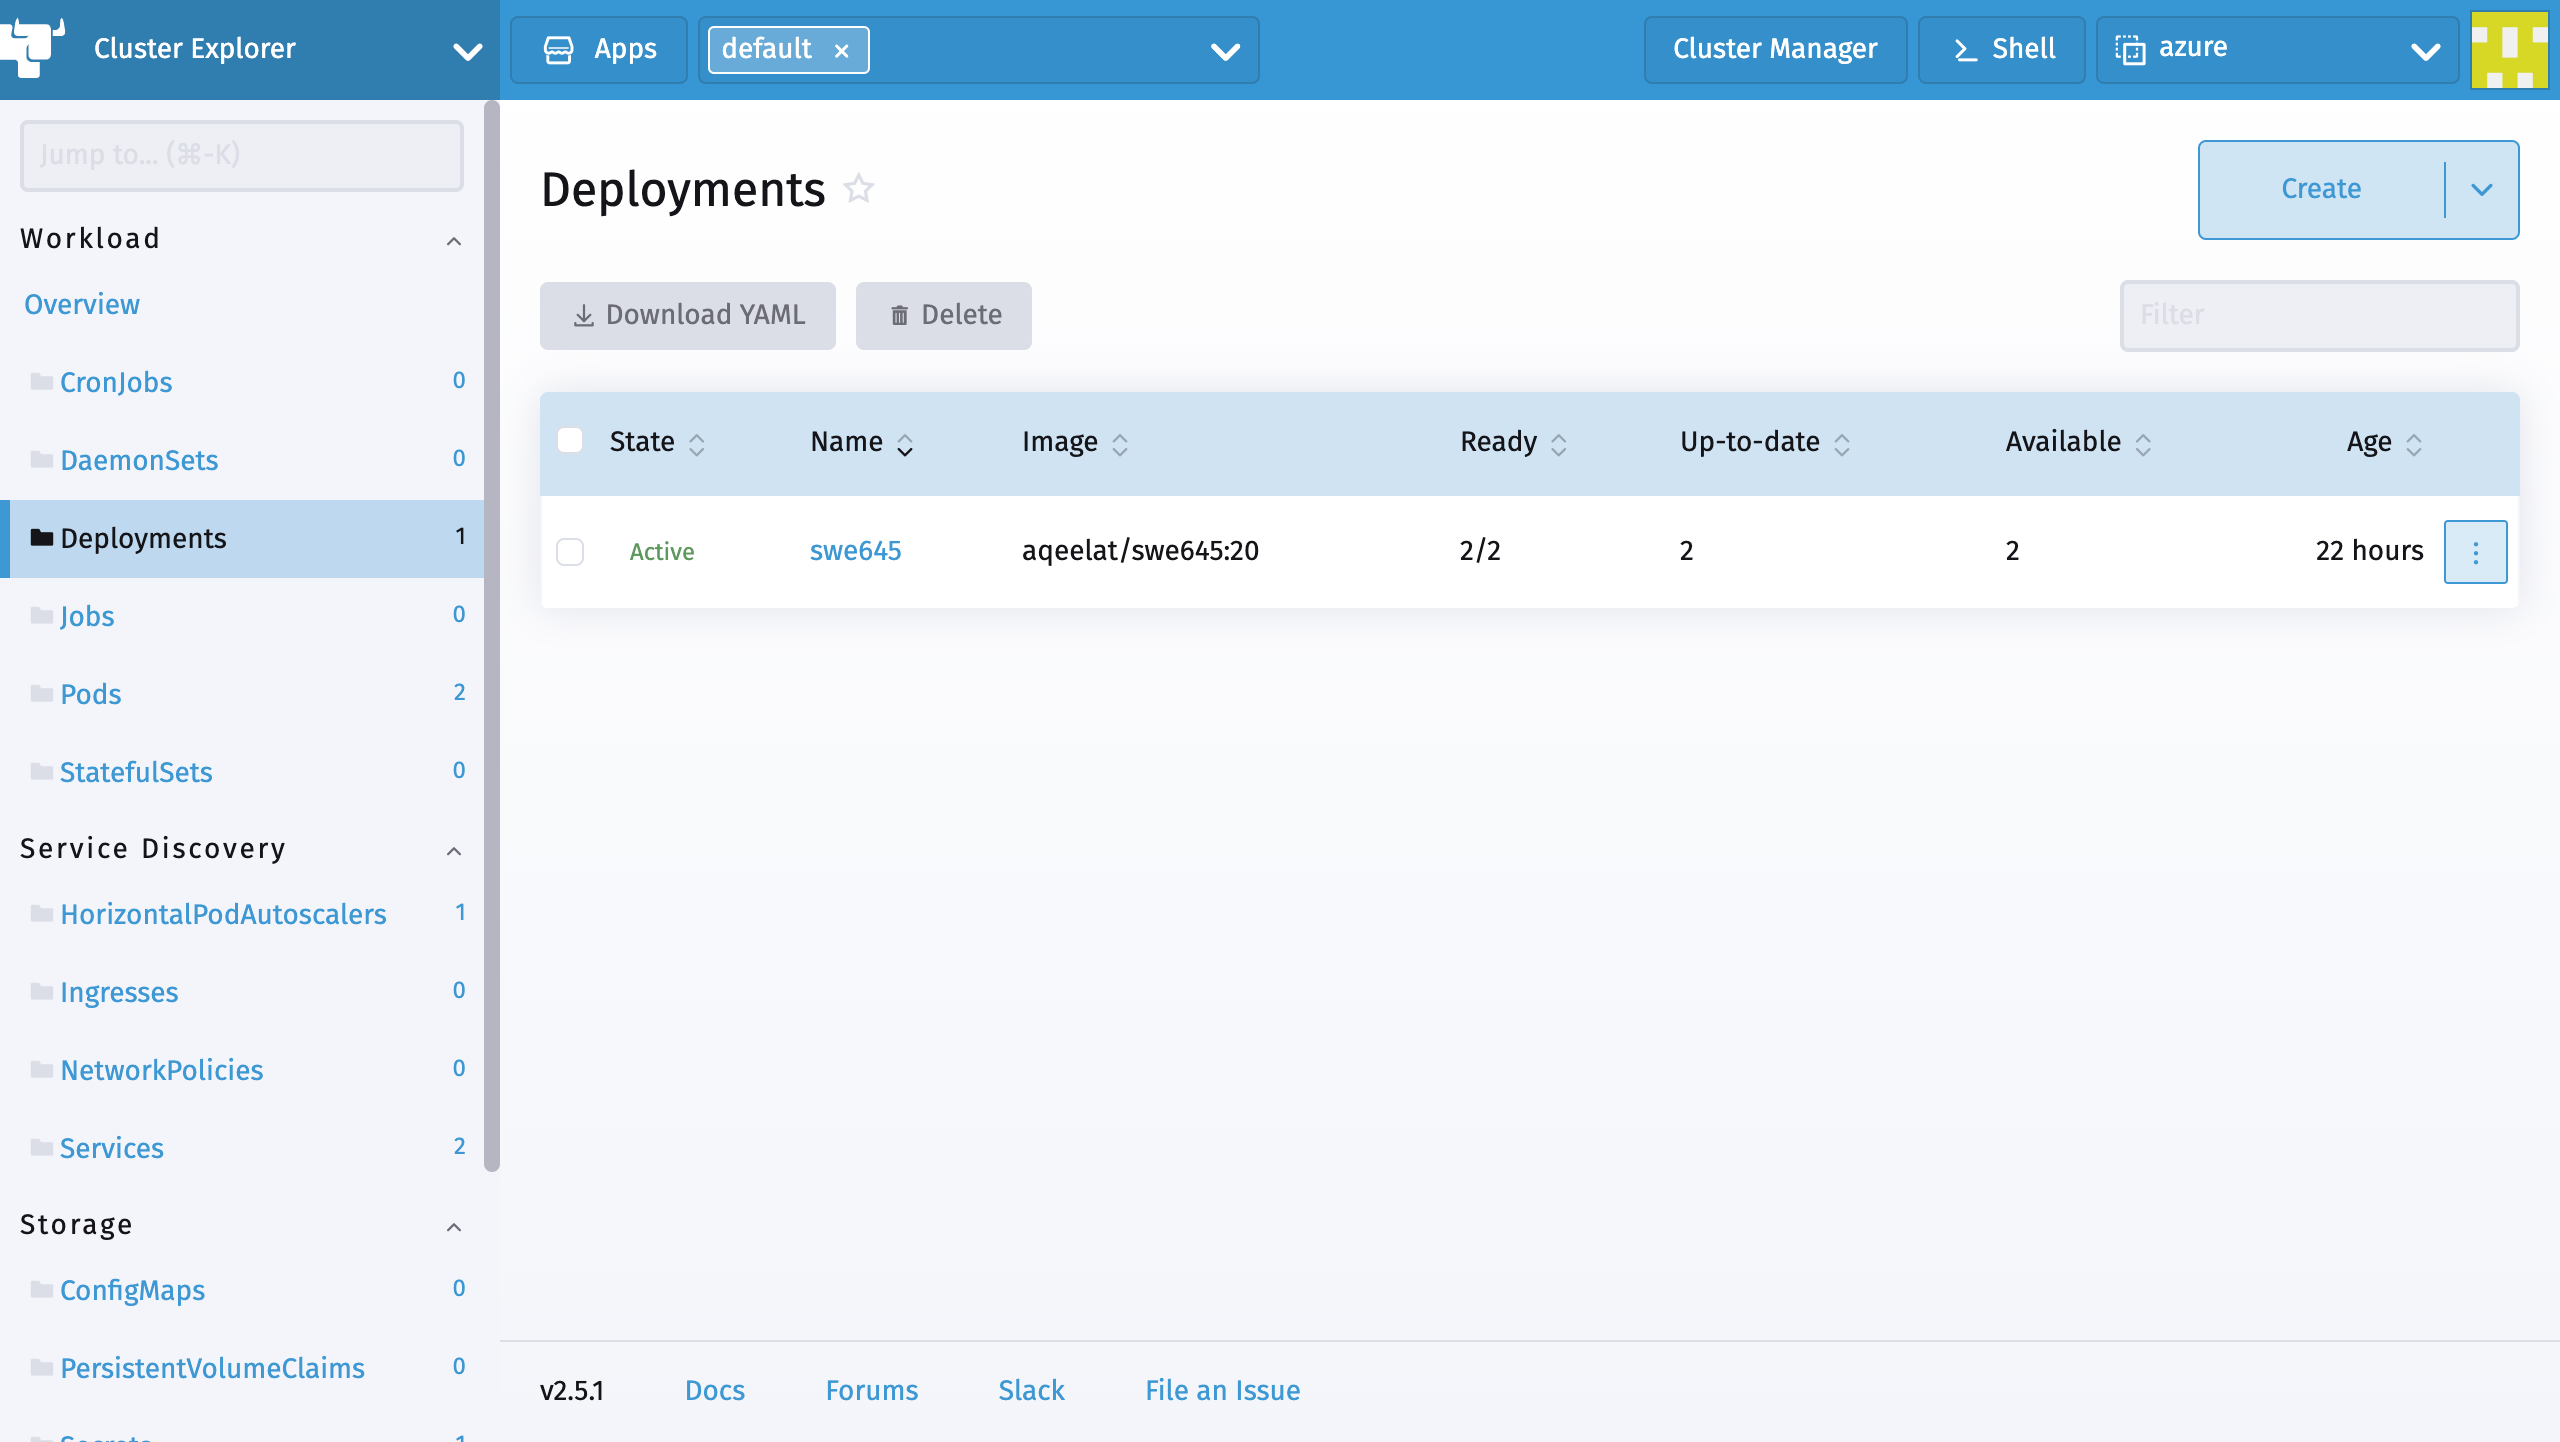 Cluster Explorer
Apps
default ×
Cluster Manager
Shell
azure
Jump to... (⌘-K)
Workload
Overview
CronJobs 0
DaemonSets 0
Deployments 1
Jobs 0
Pods 2
StatefulSets 0
Service Discovery
HorizontalPodAutoscalers 1
Ingresses 0
NetworkPolicies 0
Services 2
Storage
ConfigMaps 0
PersistentVolumeClaims 0
Secrets 1
Deployments
Create
Download YAML
Delete
Filter
State Name Image Ready Up-to-date Available Age
Active swe645 aqeelat/swe645:20 2/2 2 2 22 hours
v2.5.1 Docs Forums Slack File an Issue